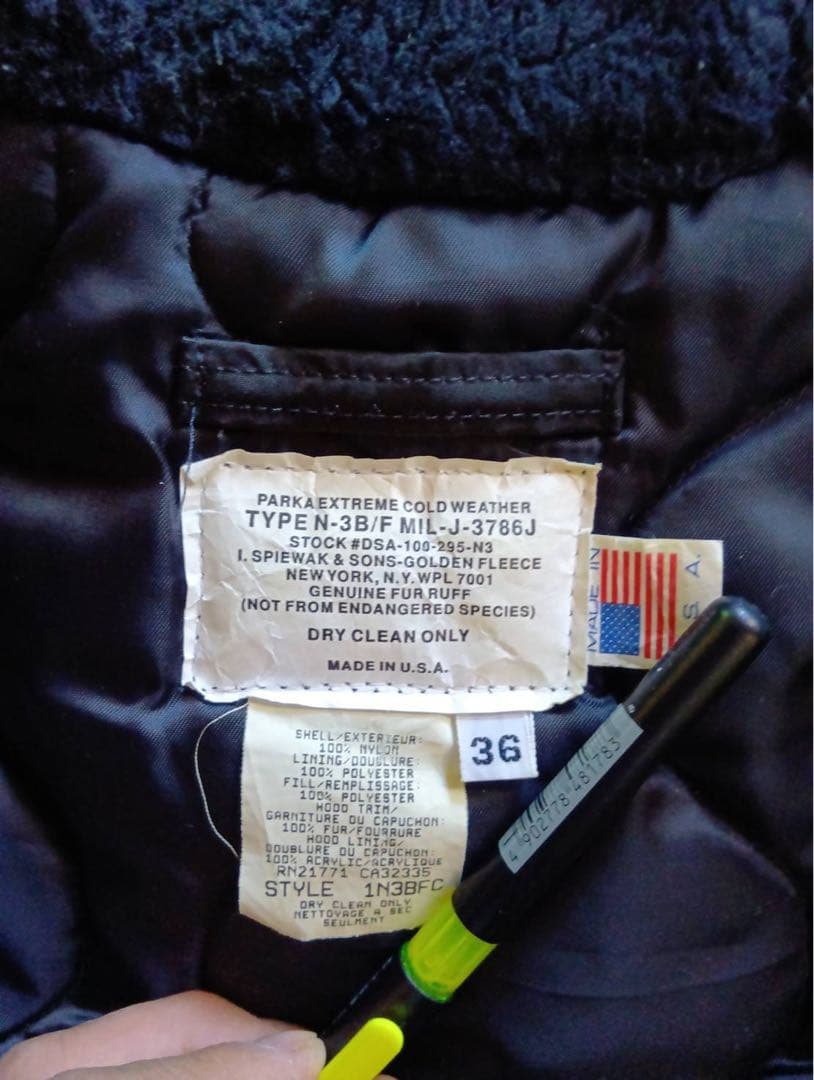 PARKA EXTREME COLD WEATHER
TYPE N-3B/F MIL-J-3786J
STOCK #DSA-100-295-N3
I. SPIEWAK & SONS-GOLDEN FLEECE
NEW YORK, N.Y. WPL 7001
GENUINE FUR RUFF
(NOT FROM ENDANGERED SPECIES)
DRY CLEAN ONLY
MADE IN U.S.A.
MADE IN
S. A.
36
SHELL/EXTERIEUR:
100% NYLON
LINING/DOUBLURE:
100% POLYESTER
FILL/REMPLISSAGE:
100% POLYESTER
HOOD TRIM/
GARNITURE DU CAPUCHON:
100% FUR/FOURRURE
HOOD LINING/
DOUBLURE DU CAPUCHON:
100% ACRYLIC/ACRYLIQUE
RN21771 CA32335
STYLE 1N3BFC
DRY CLEAN ONLY
NETTOYAGE A SEC
SEULMENT
4 902778 481783